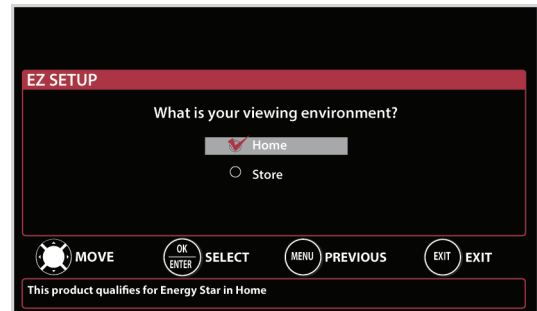 EZ SETUP
What is your viewing environment?
Home
Store
MOVE
OK
ENTER
SELECT
MENU
PREVIOUS
EXIT
EXIT
This product qualifies for Energy Star in Home